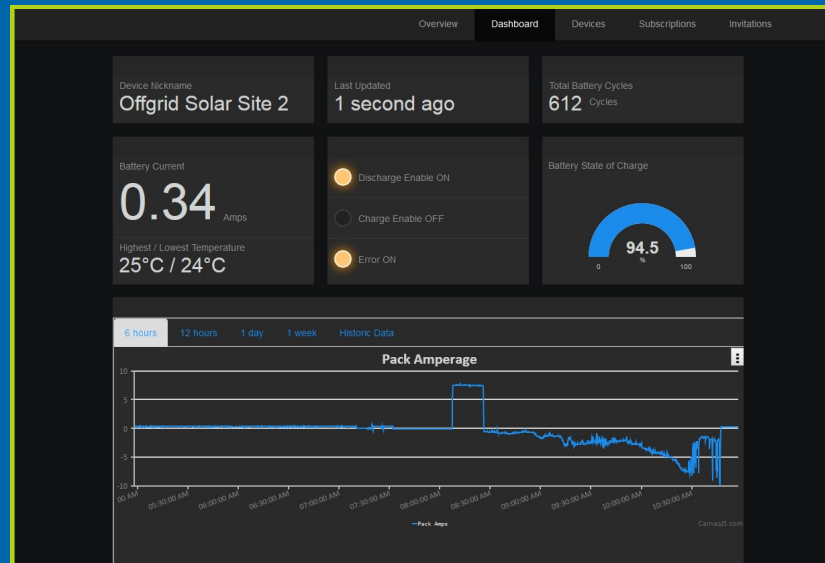 Overview Dashboard Devices Subscriptions Invitations
Device Nickname
Offgrid Solar Site 2
Last Updated
1 second ago
Total Battery Cycles
612 Cycles
Battery Current
0.34 Amps
Highest / Lowest Temperature
25°C / 24°C
Discharge Enable ON
Charge Enable OFF
Error ON
Battery State of Charge
94.5
%
0 100
6 hours 12 hours 1 day 1 week Historic Data
Pack Amperage
10
5
0
-5
-10
:00 AM 05:30:00 AM 06:00:00 AM 06:30:00 AM 07:00:00 AM 07:30:00 AM 08:00:00 AM 08:30:00 AM 09:00:00 AM 09:30:00 AM 10:00:00 AM 10:30:00 AM
Pack Amps
CanvasJS.com